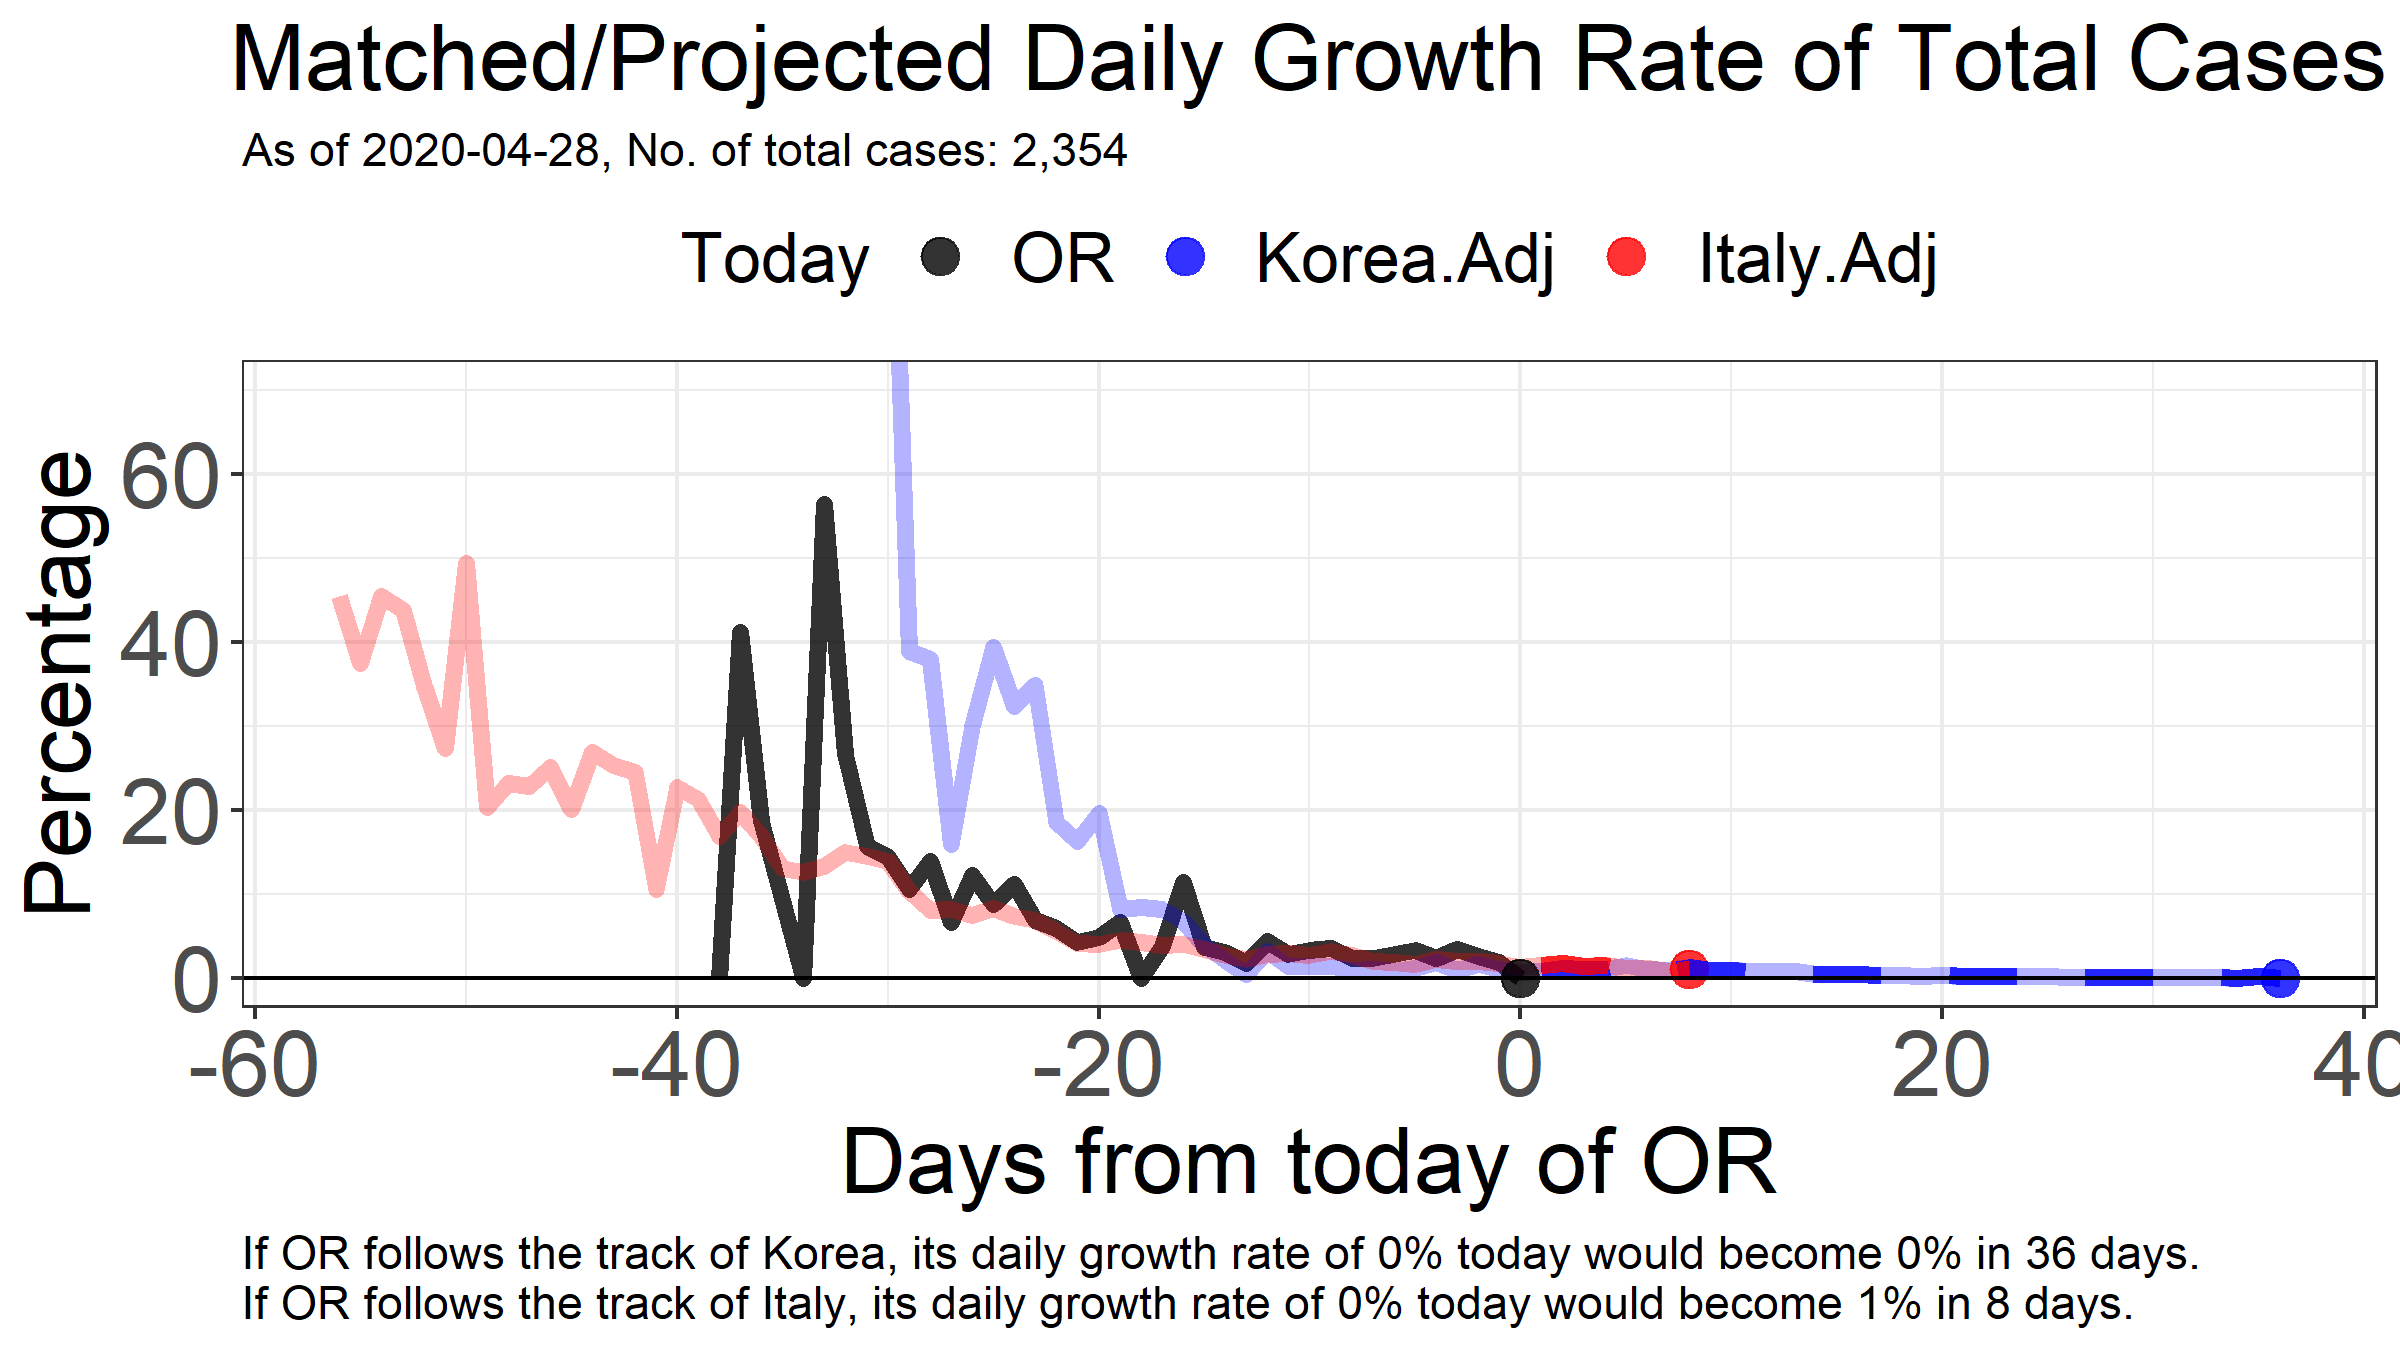 Matched/Projected Daily Growth Rate of Total Cases
As of 2020-04-28, No. of total cases: 2,354
Today OR Korea.Adj Italy.Adj
Percentage
60
40
20
0
-60 -40 -20 0 20 40
Days from today of OR
If OR follows the track of Korea, its daily growth rate of 0% today would become 0% in 36 days.
If OR follows the track of Italy, its daily growth rate of 0% today would become 1% in 8 days.